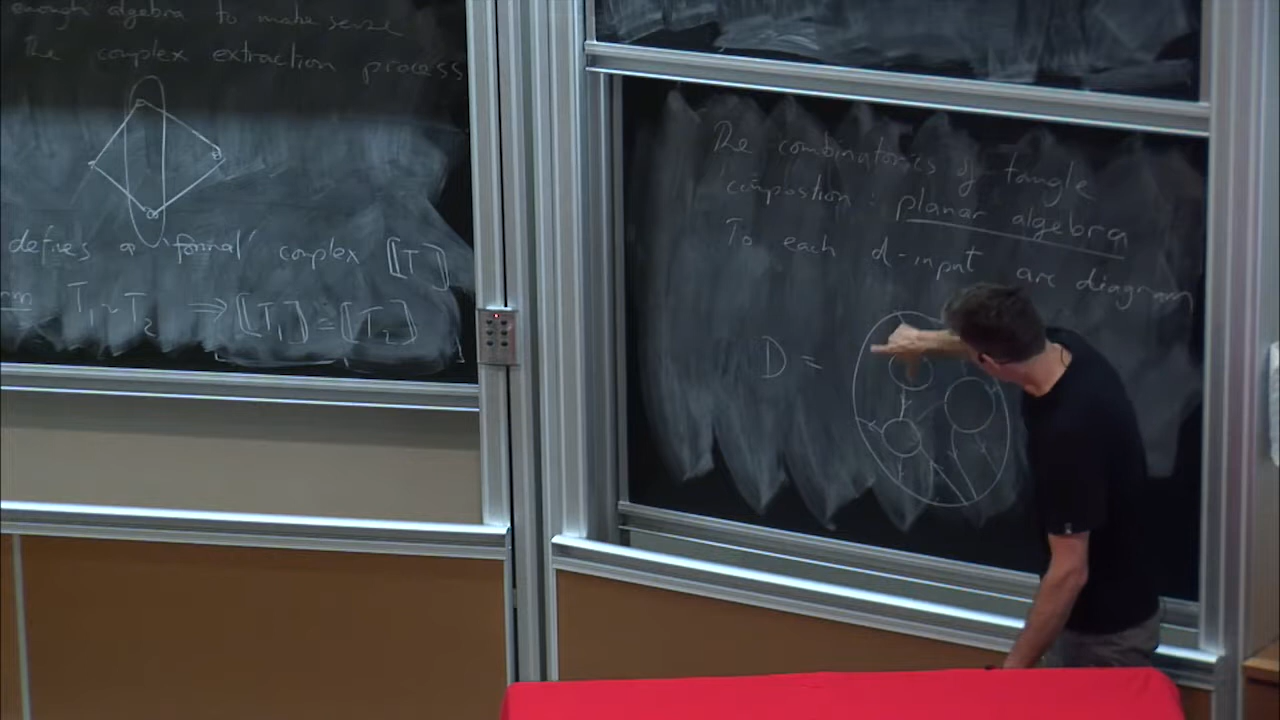 enough algebra to make sense
the complex extraction process
defines a 'formal' complex [[T]]
T₁~T₂ ⇒ [[T₁]] ≅ [[T₂]]
The combinatorics of tangle
compostion : planar algebra
To each d-input arc diagram
D =